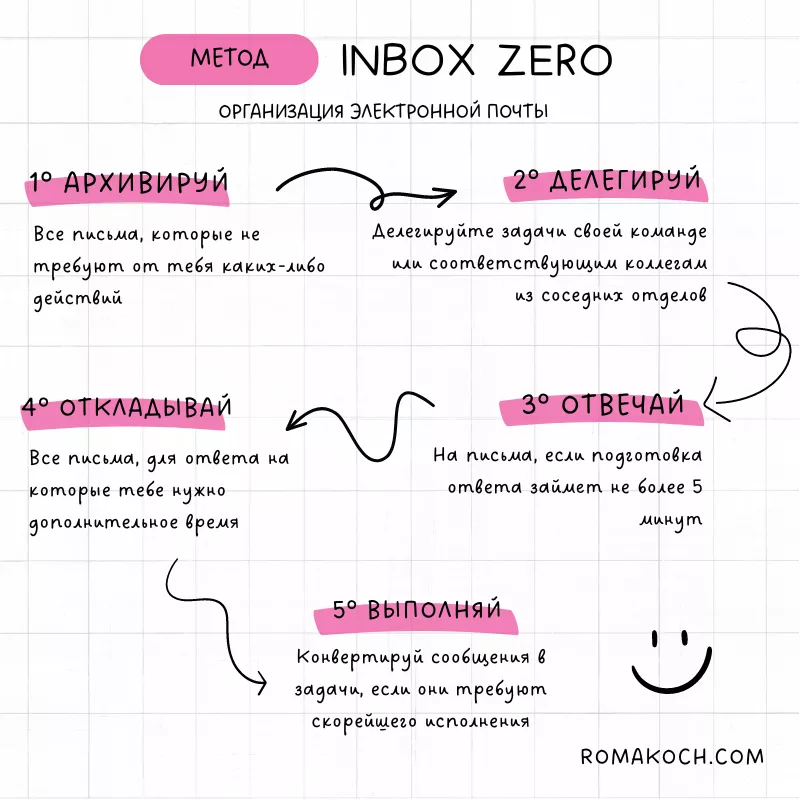 МЕТОД INBOX ZERO
ОРГАНИЗАЦИЯ ЭЛЕКТРОННОЙ ПОЧТЫ
1° АРХИВИРУЙ
Все письма, которые не
требуют от тебя каких-либо
действий
2° ДЕЛЕГИРУЙ
Делегируйте задачи своей команде
или соответствующим коллегам
из соседних отделов
3° ОТВЕЧАЙ
На письма, если подготовка
ответа займет не более 5
минут
4° ОТКЛАДЫВАЙ
Все письма, для ответа на
которые тебе нужно
дополнительное время
5° ВЫПОЛНЯЙ
Конвертируй сообщения в
задачи, если они требуют
скорейшего исполнения
ROMAKOCH.COM